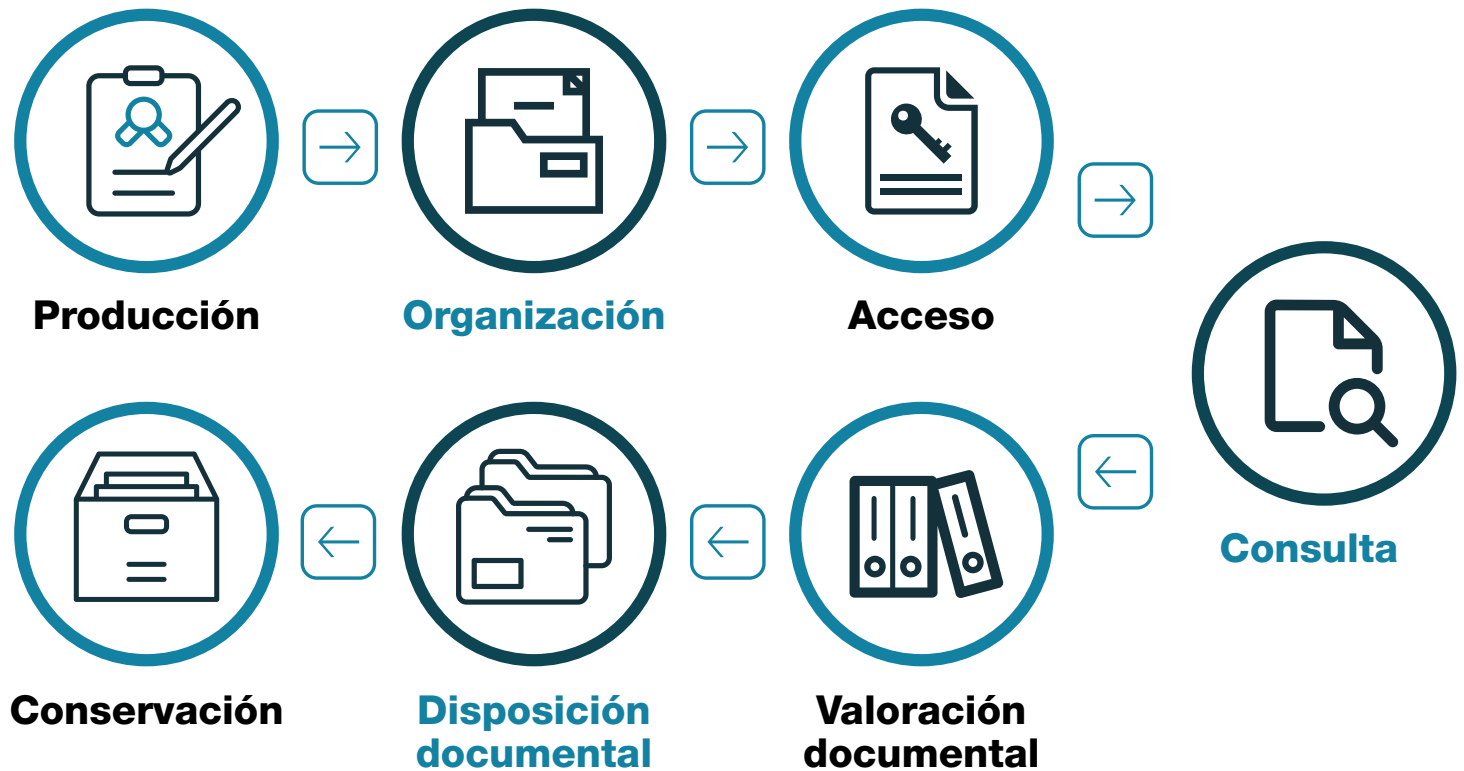 Producción
Organización
Acceso
Consulta
Conservación
Disposición
documental
Valoración
documental